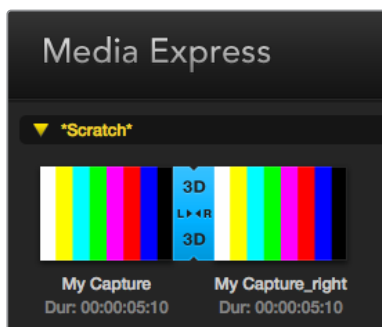 Media Express
*Scratch*
3D
L R
3D
My Capture
My Capture_right
Dur: 00:00:05:10
Dur: 00:00:05:10